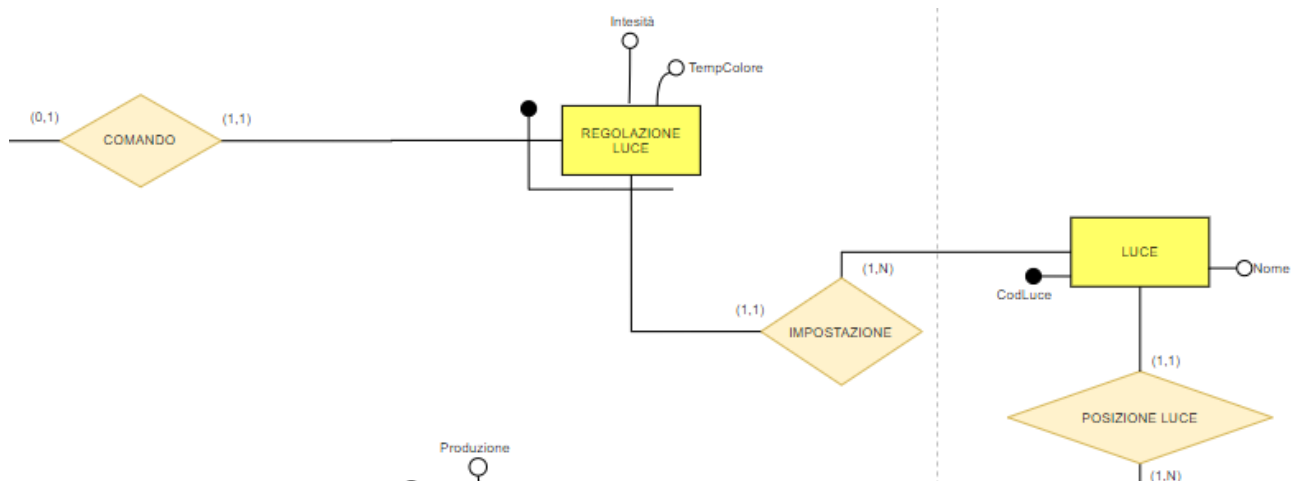 Intesità
TempColore
(0,1)
COMANDO
(1,1)
REGOLAZIONE
LUCE
(1,N)
LUCE
Nome
CodLuce
(1,1)
IMPOSTAZIONE
(1,1)
POSIZIONE LUCE
Produzione
(1,N)